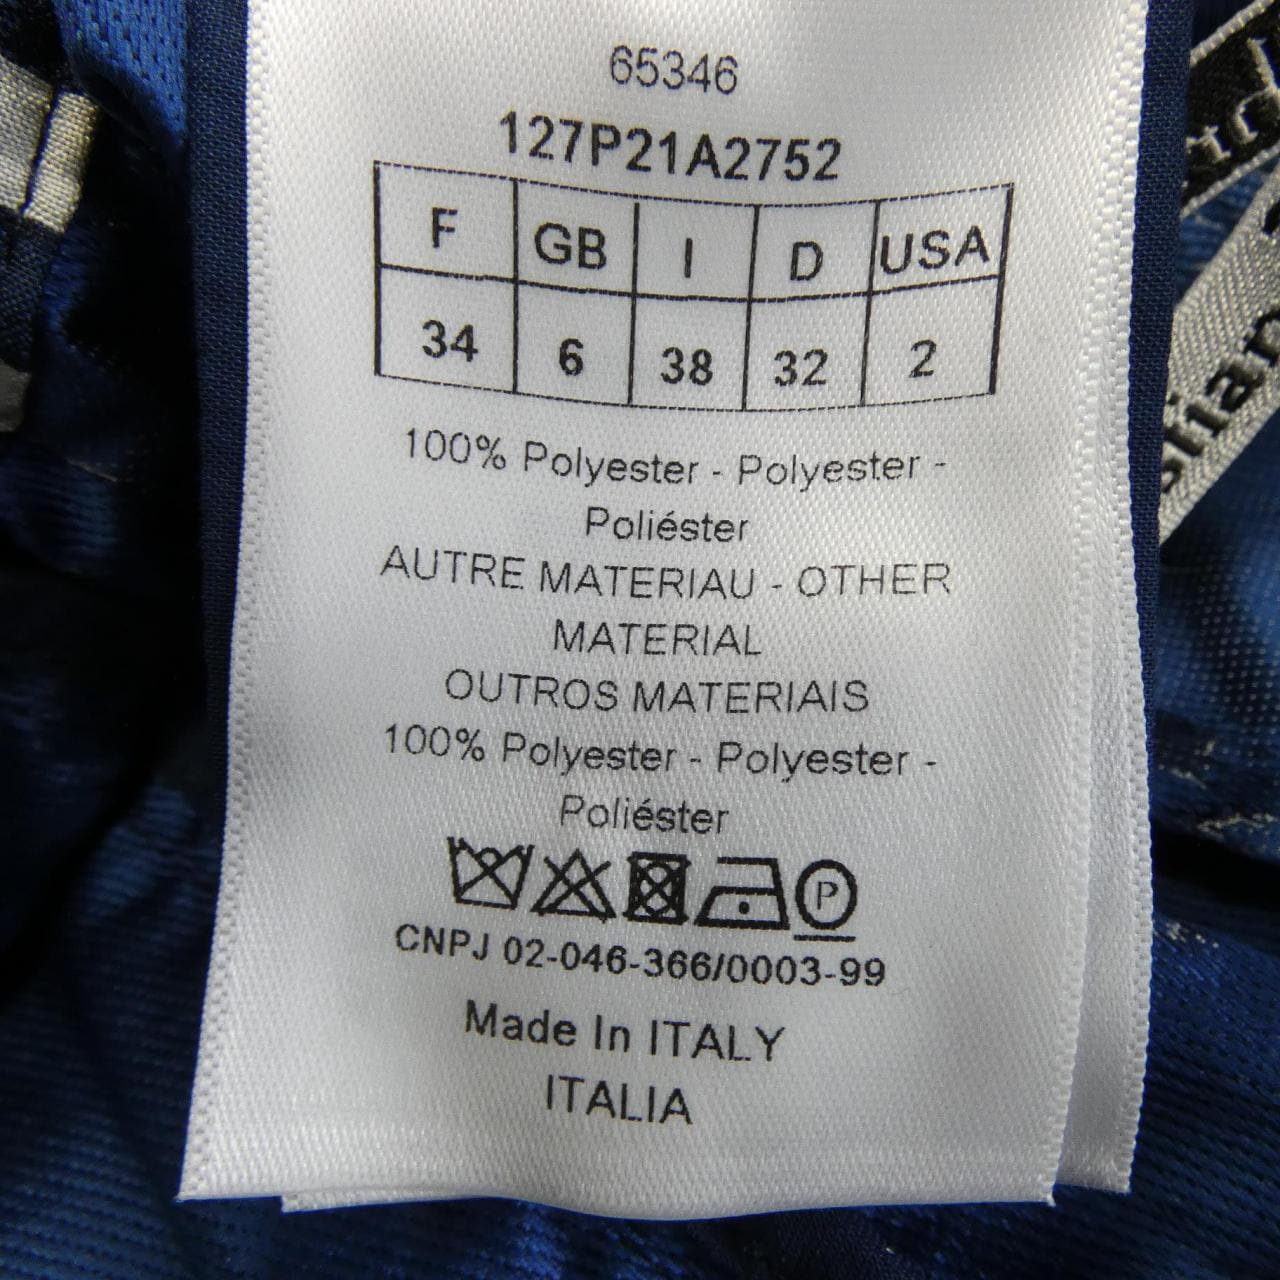 65346
127P21A2752
F GB I D USA
34 6 38 32 2
100% Polyester - Polyester -
Poliéster
AUTRE MATERIAU - OTHER
MATERIAL
OUTROS MATERIAIS
100% Polyester - Polyester -
Poliéster
P
CNPJ 02-046-366/0003-99
Made In ITALY
ITALIA